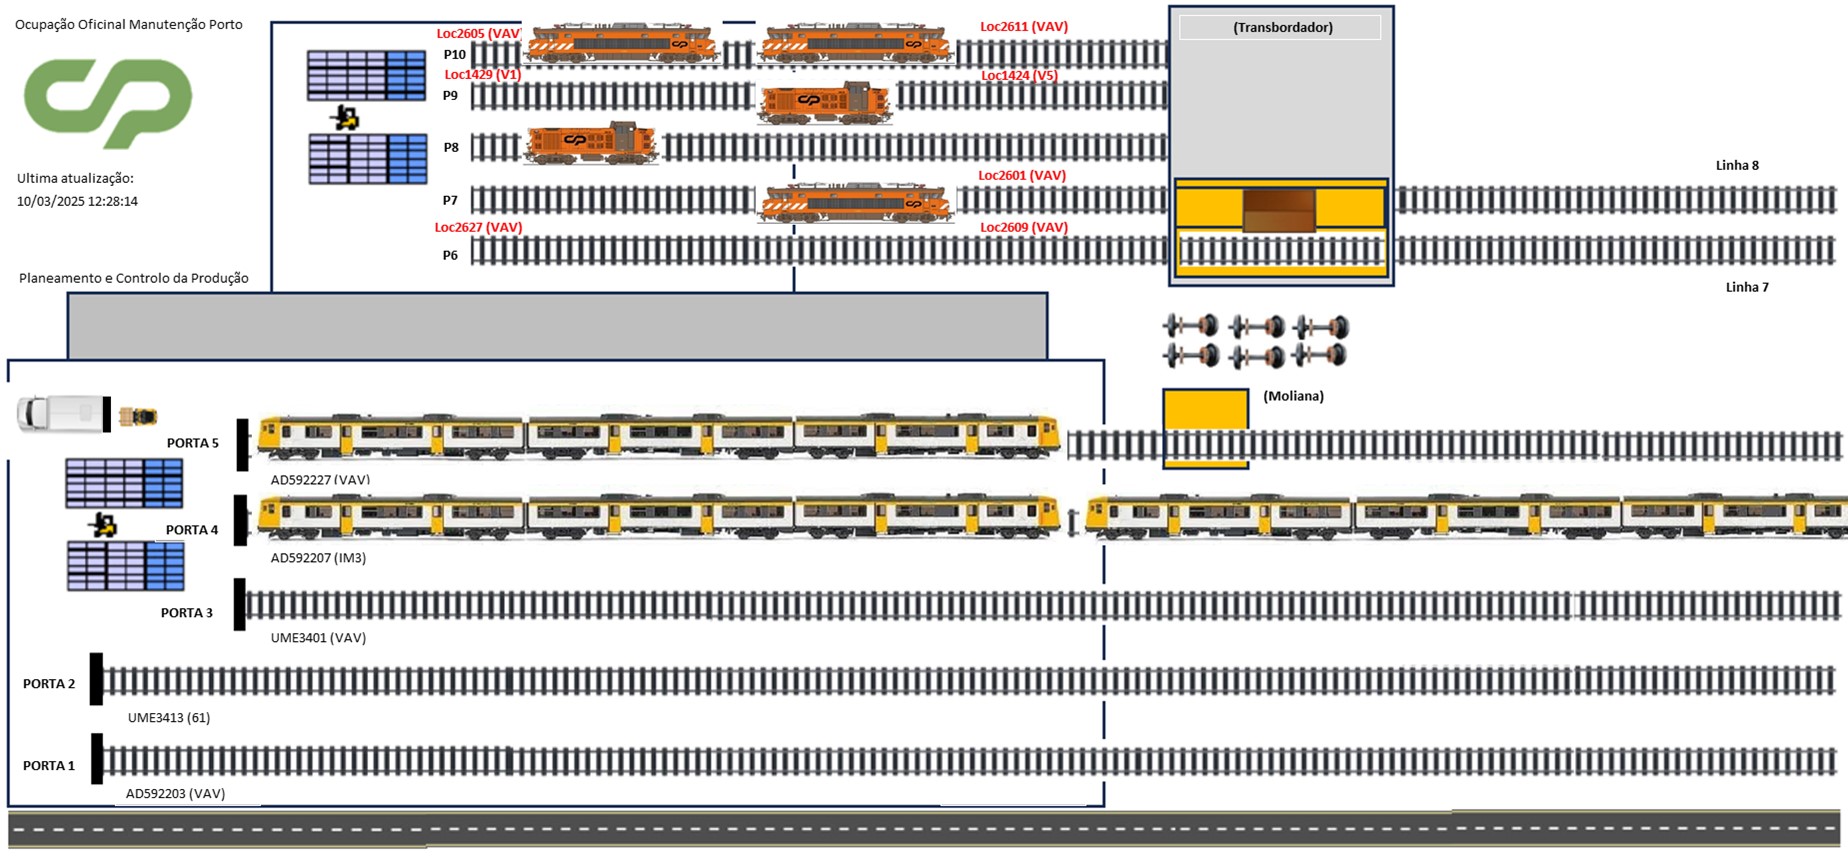 Ocupação Oficinal Manutenção Porto
Ultima atualização:
10/03/2025 12:28:14
Planeamento e Controlo da Produção
Loc2605 (VAV)
Loc2611 (VAV)
P10
Loc1429 (V1)
Loc1424 (V5)
P9
P8
Loc2601 (VAV)
P7
Loc2627 (VAV)
Loc2609 (VAV)
P6
(Transbordador)
Linha 8
Linha 7
(Moliana)
PORTA 5
AD592227 (VAV)
PORTA 4
AD592207 (IM3)
PORTA 3
UME3401 (VAV)
PORTA 2
UME3413 (61)
PORTA 1
AD592203 (VAV)